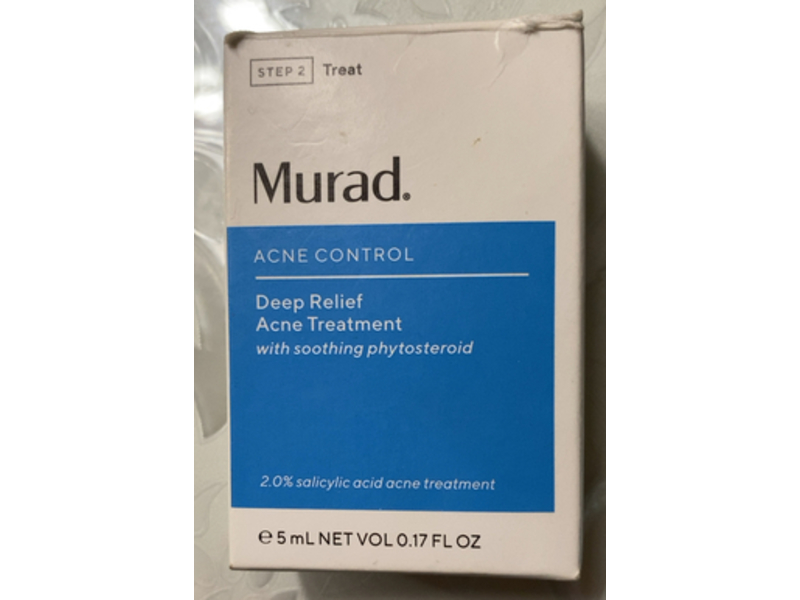 STEP 2 Treat
Murad.
ACNE CONTROL
Deep Relief
Acne Treatment
with soothing phytosteroid
2.0% salicylic acid acne treatment
℮ 5 mL NET VOL 0.17 FL OZ